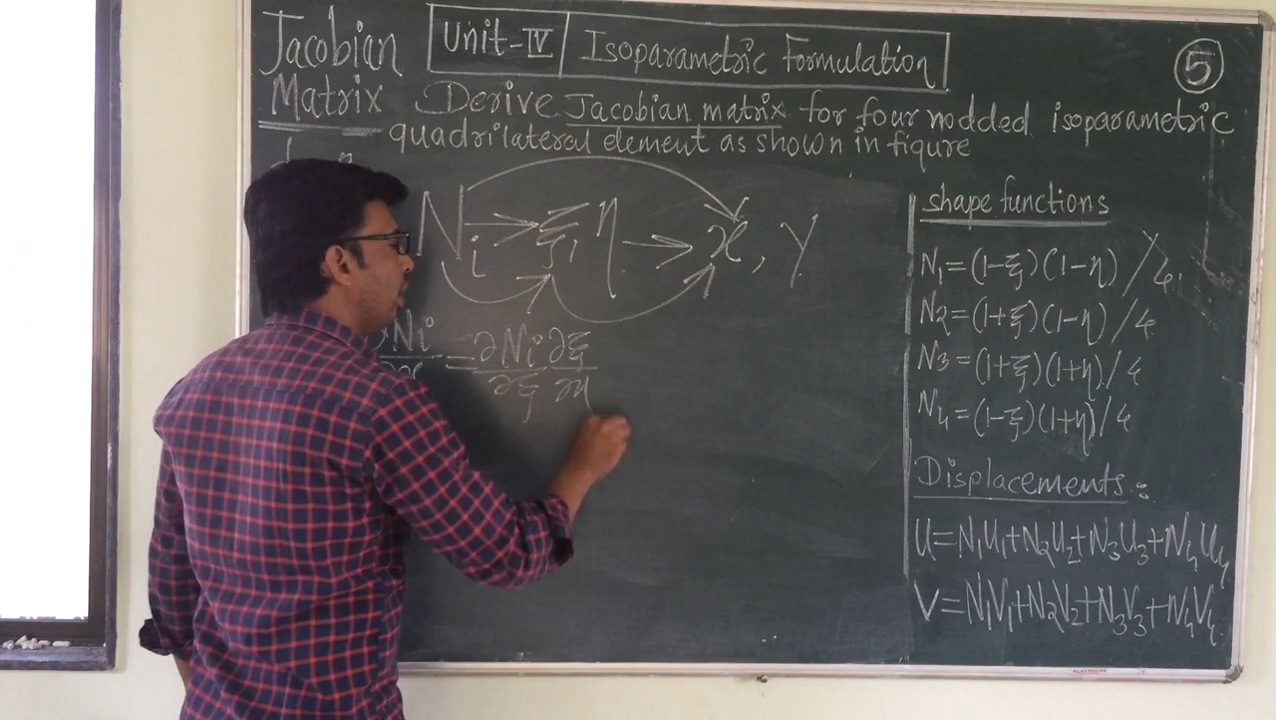 Jacobian
Matrix
Unit-IV Isoparametric Formulation
5
Derive Jacobian matrix for four nodded isoparametric
quadrilateral element as shown in figure
Ni → ξ, η → x, y
∂Ni = ∂Ni ∂ξ
∂x ∂ξ ∂x
shape functions
N1=(1-ξ)(1-η)/4
N2=(1+ξ)(1-η)/4
N3=(1+ξ)(1+η)/4
N4=(1-ξ)(1+η)/4
Displacements:
U=N1U1+N2U2+N3U3+N4U4
V=N1V1+N2V2+N3V3+N4V4